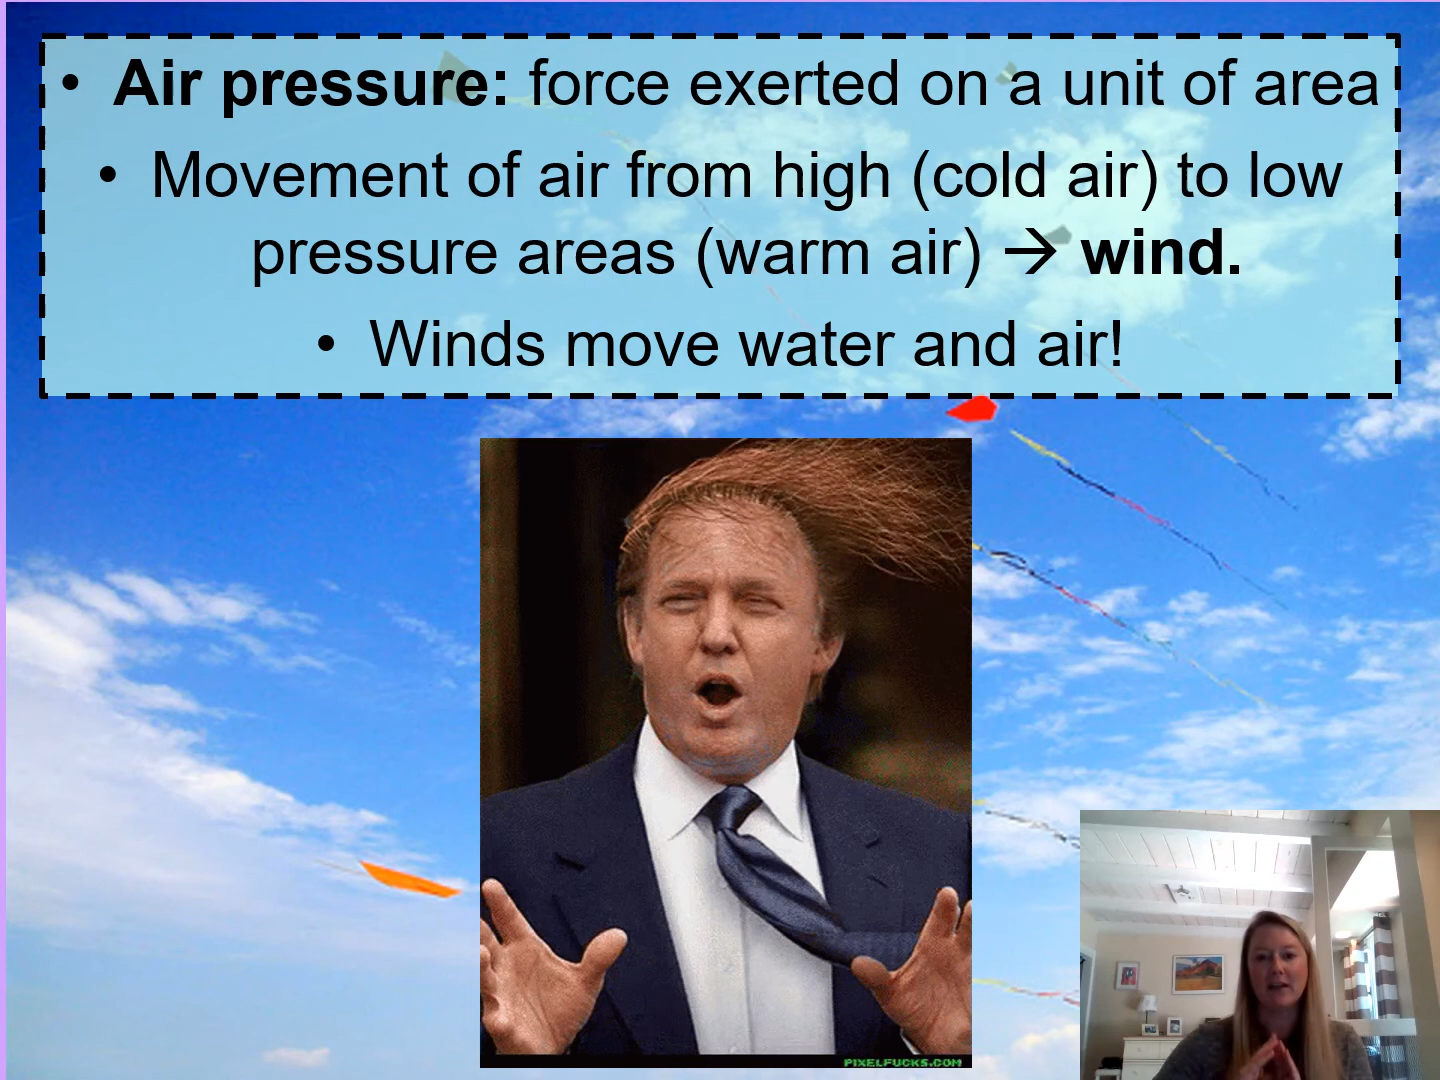 • Air pressure: force exerted on a unit of area
• Movement of air from high (cold air) to low
pressure areas (warm air) → wind.
• Winds move water and air!
PIXELFUCKS.COM